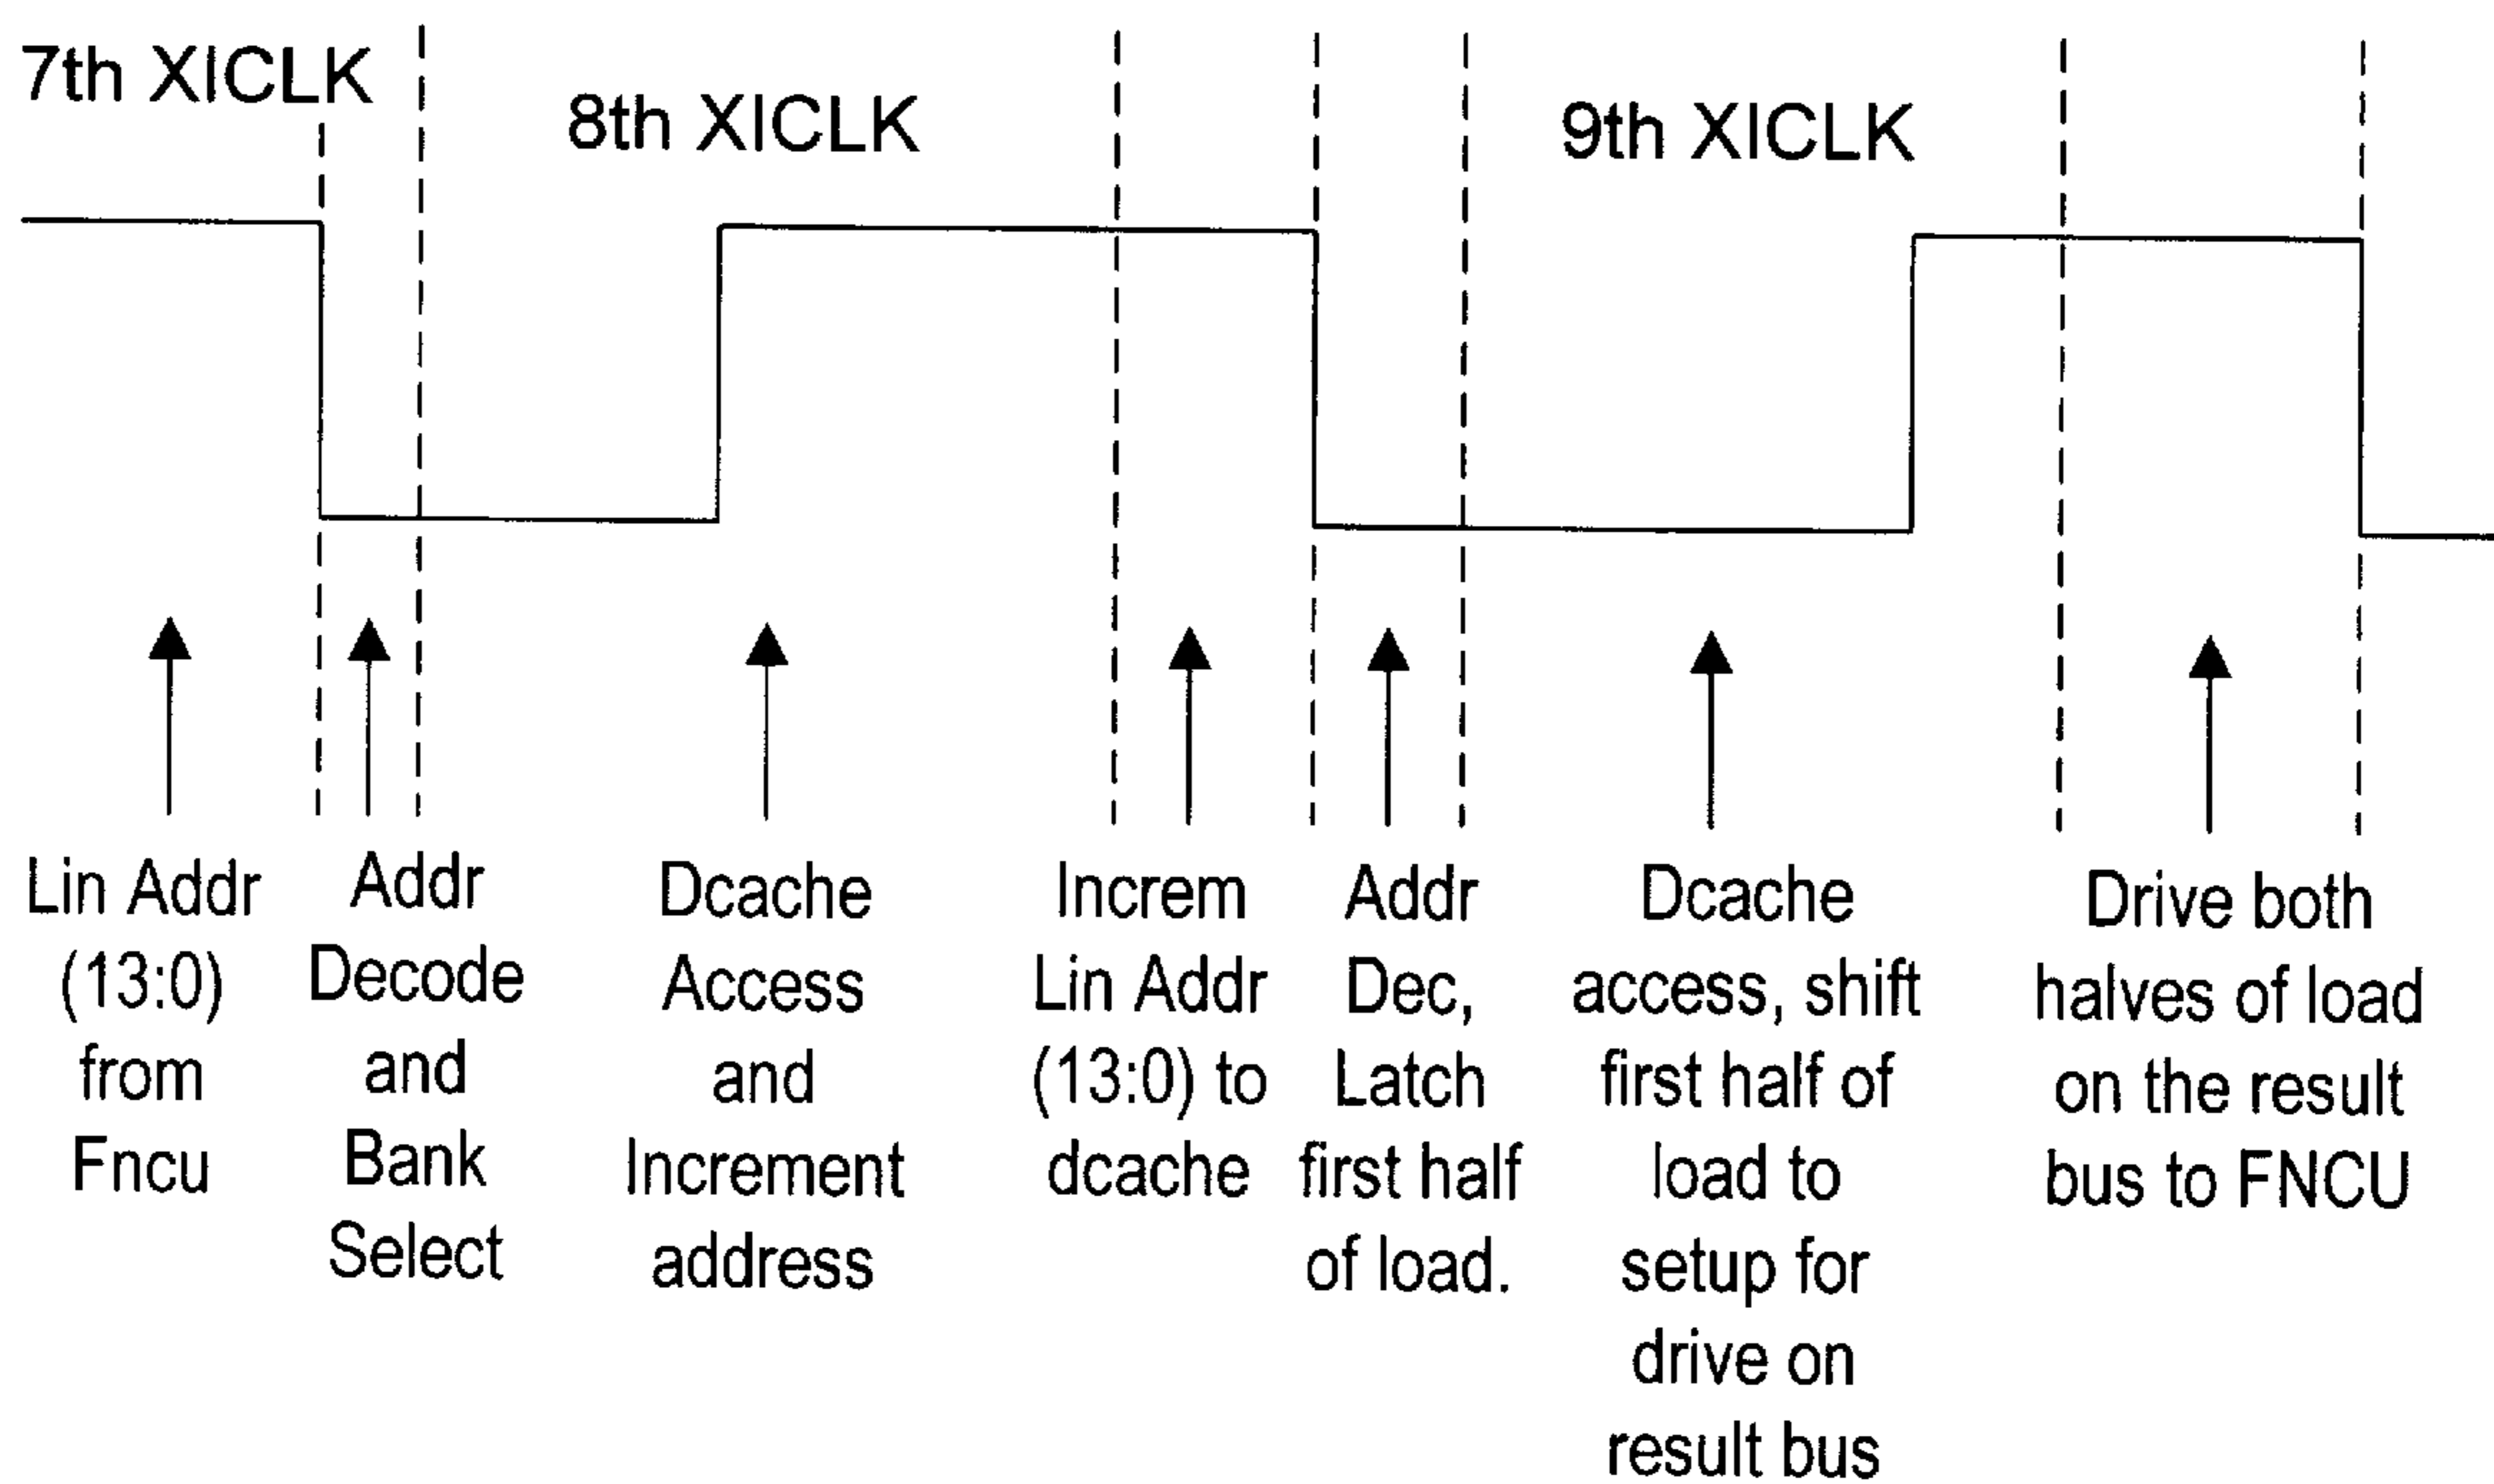 7th XICLK
8th XICLK
9th XICLK
Lin Addr
(13:0)
from
Fncu
Addr
Decode
and
Bank
Select
Dcache
Access
and
Increment
address
Increm
Lin Addr
(13:0) to
dcache
Addr
Dec,
Latch
first half
of load.
Dcache
access, shift
first half of
load to
setup for
drive on
result bus
Drive both
halves of load
on the result
bus to FNCU